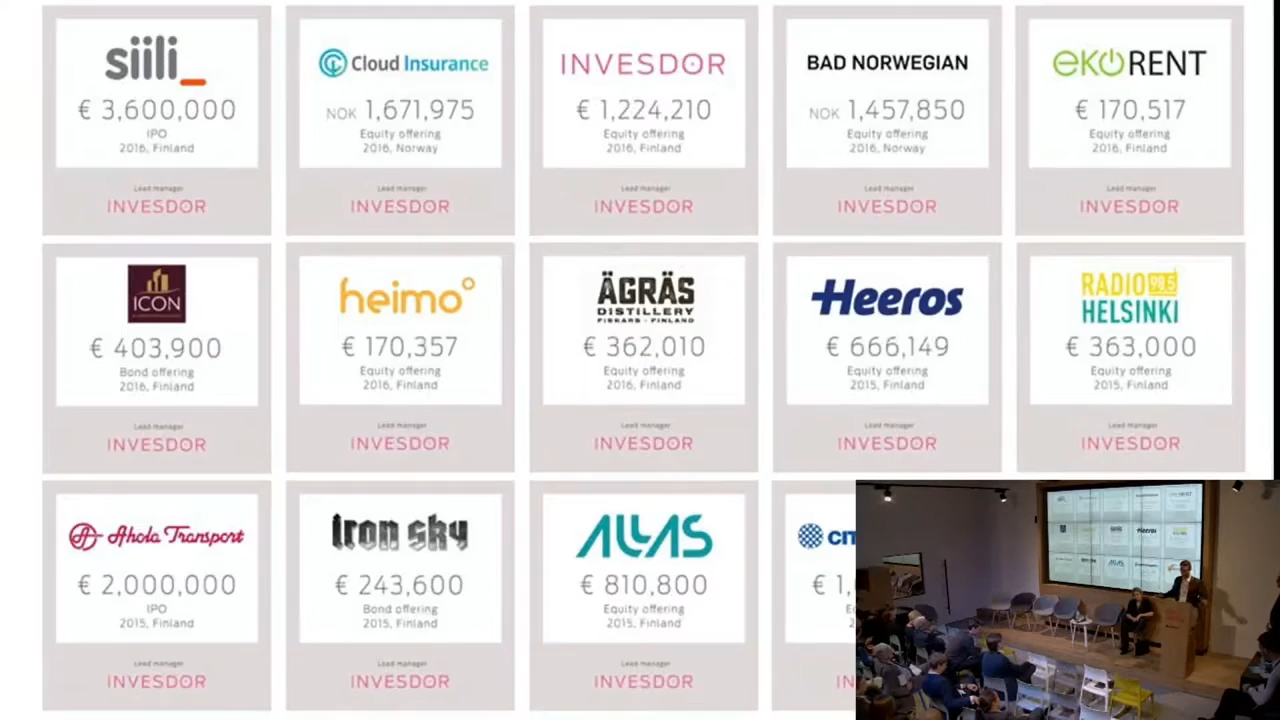 siili_
€ 3,600,000
IPO
2016, Finland
Lead manager
INVESDOR
Cloud Insurance
NOK 1,671,975
Equity offering
2016, Norway
Lead manager
INVESDOR
INVESDOR
€ 1,224,210
Equity offering
2016, Finland
Lead manager
INVESDOR
BAD NORWEGIAN
NOK 1,457,850
Equity offering
2016, Norway
Lead manager
INVESDOR
eKORENT
€ 170,517
Equity offering
2016, Finland
Lead manager
INVESDOR
ICON
€ 403,900
Bond offering
2016, Finland
Lead manager
INVESDOR
heimo
€ 170,357
Equity offering
2016, Finland
Lead manager
INVESDOR
ÄGRÄS
DISTILLERY
FISKARS · FINLAND
€ 362,010
Equity offering
2016, Finland
Lead manager
INVESDOR
Heeros
€ 666,149
Equity offering
2015, Finland
Lead manager
INVESDOR
RADIO 98.5
HELSINKI
€ 363,000
Equity offering
2015, Finland
Lead manager
INVESDOR
Ahola Transport
€ 2,000,000
IPO
2015, Finland
Lead manager
INVESDOR
Iron sky
€ 243,600
Bond offering
2015, Finland
Lead manager
INVESDOR
ALLAS
€ 810,800
Equity offering
2015, Finland
Lead manager
INVESDOR
CIT
€ 1,